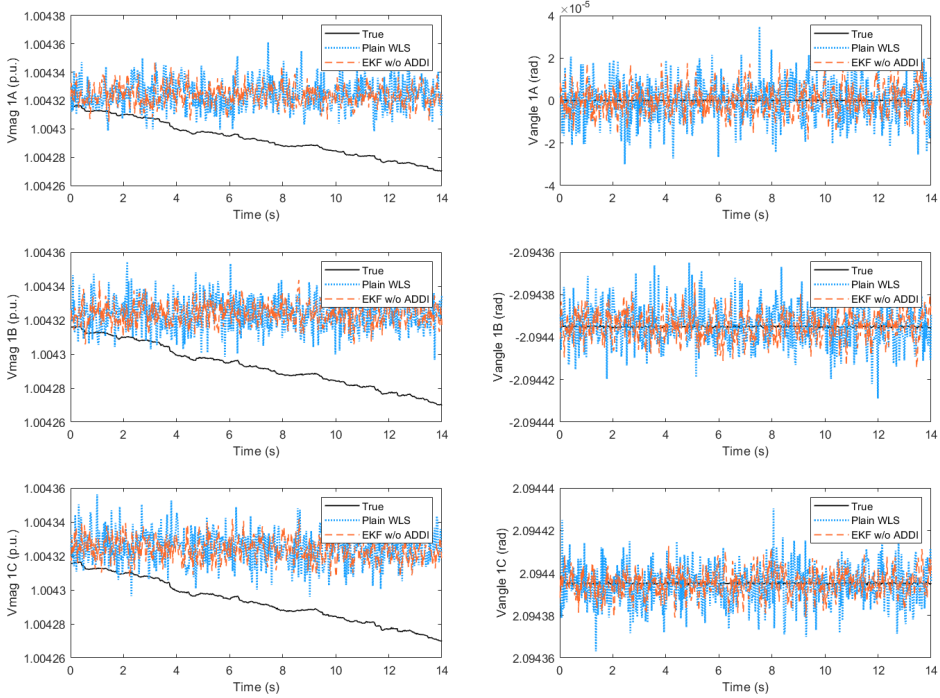 1.00438
1.00436
1.00434
1.00432
1.0043
1.00428
1.00426
Vmag 1A (p.u.)
True
Plain WLS
EKF w/o ADDI
0 2 4 6 8 10 12 14
Time (s)
×10⁻⁵
4
2
0
-2
-4
Vangle 1A (rad)
True
Plain WLS
EKF w/o ADDI
0 2 4 6 8 10 12 14
Time (s)
1.00436
1.00434
1.00432
1.0043
1.00428
1.00426
Vmag 1B (p.u.)
True
Plain WLS
EKF w/o ADDI
0 2 4 6 8 10 12 14
Time (s)
-2.09436
-2.09438
-2.0944
-2.09442
-2.09444
Vangle 1B (rad)
True
Plain WLS
EKF w/o ADDI
0 2 4 6 8 10 12 14
Time (s)
1.00436
1.00434
1.00432
1.0043
1.00428
1.00426
Vmag 1C (p.u.)
True
Plain WLS
EKF w/o ADDI
0 2 4 6 8 10 12 14
Time (s)
2.09444
2.09442
2.0944
2.09438
2.09436
Vangle 1C (rad)
True
Plain WLS
EKF w/o ADDI
0 2 4 6 8 10 12 14
Time (s)